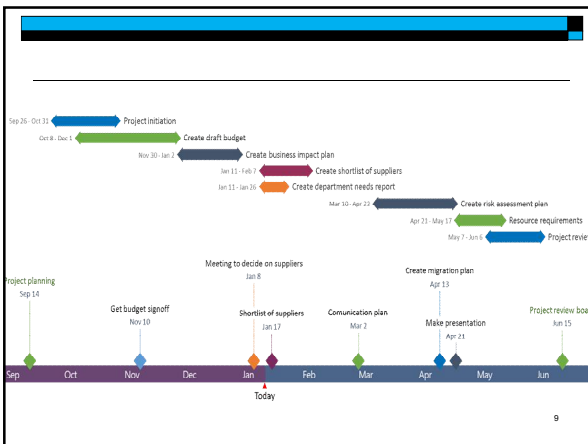 Sep 26 - Oct 31 Project initiation
Oct 8 - Dec 1 Create draft budget
Nov 30 - Jan 2 Create business impact plan
Jan 11 - Feb 7 Create shortlist of suppliers
Jan 11 - Jan 26 Create department needs report
Mar 10 - Apr 22 Create risk assessment plan
Apr 21 - May 17 Resource requirements
May 7 - Jun 6 Project revie
Meeting to decide on suppliers
Jan 8
Create migration plan
Apr 13
Project planning
Sep 14
Get budget signoff
Nov 10
Shortlist of suppliers
Jan 17
Comunication plan
Mar 2
Make presentation
Apr 21
Project review boa
Jun 15
Sep Oct Nov Dec Jan Feb Mar Apr May Jun
Today
9